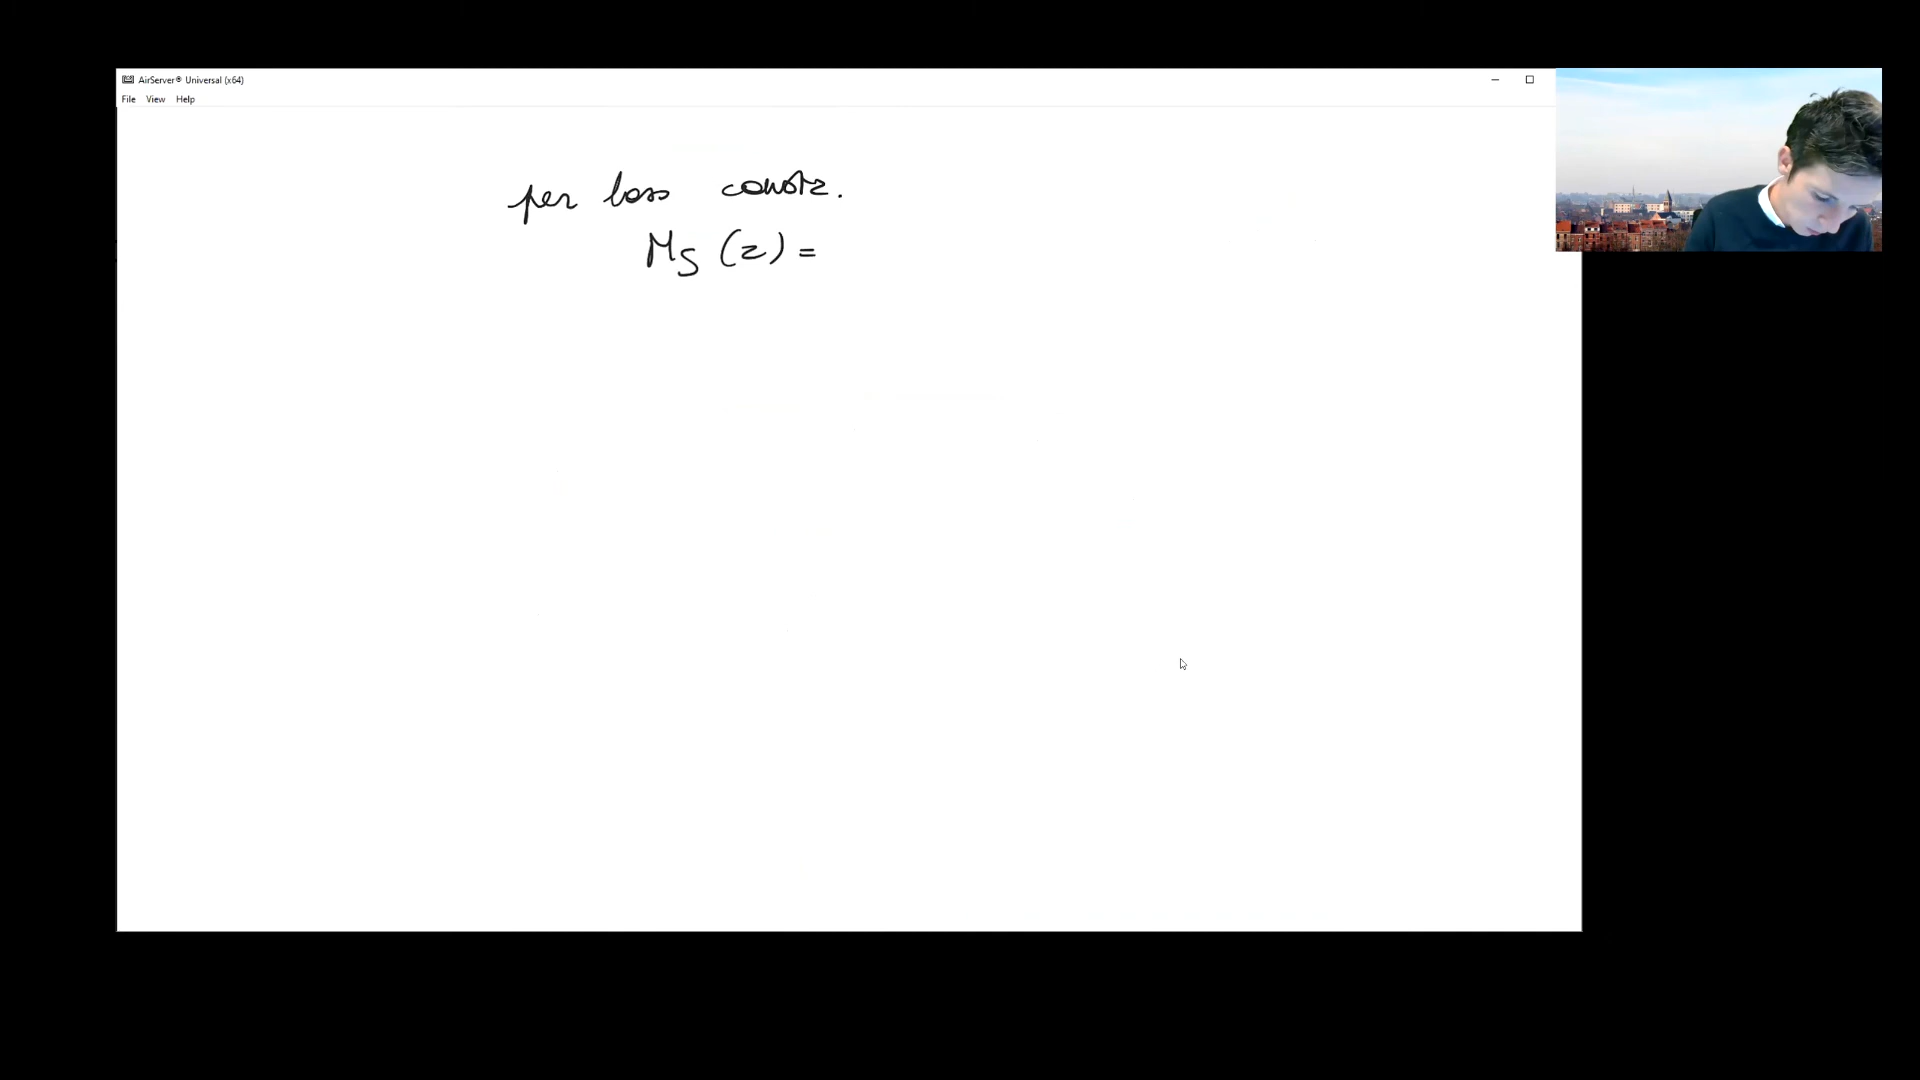 AirServer® Universal (x64)
File View Help
per loss constr.
M_S (z) =